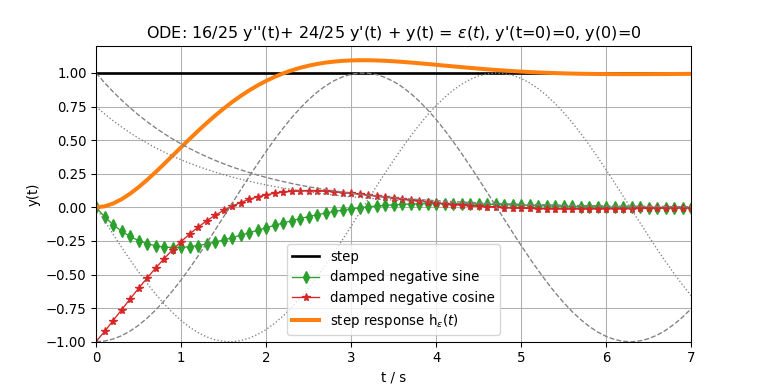 ODE: 16/25 y''(t)+ 24/25 y'(t) + y(t) = ε(t), y'(t=0)=0, y(0)=0
1.00
0.75
0.50
0.25
0.00
−0.25
−0.50
−0.75
−1.00
y(t)
step
damped negative sine
damped negative cosine
step response hε(t)
0 1 2 3 4 5 6 7
t / s